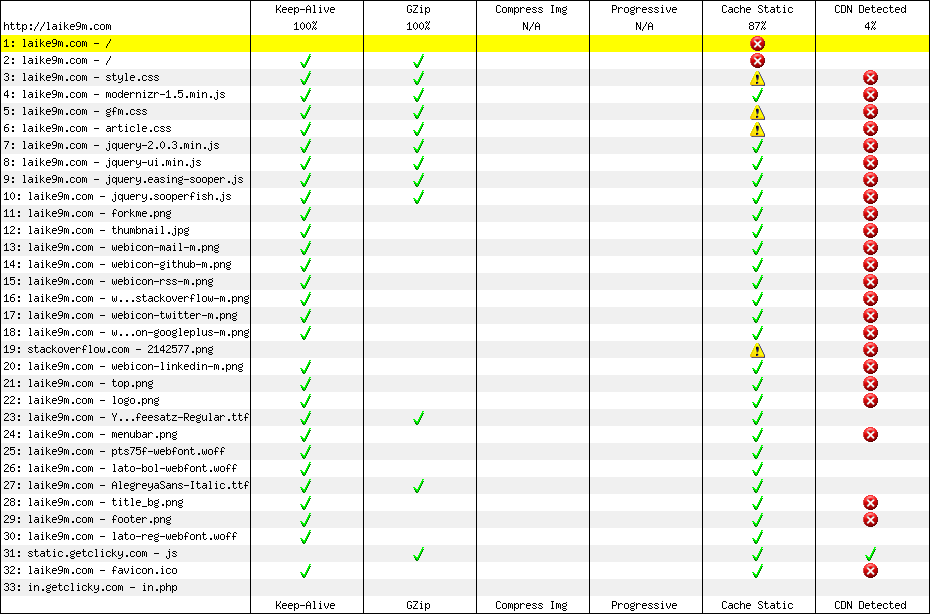 Keep-Alive GZip Compress Img Progressive Cache Static CDN Detected
http://laike9m.com 100% 100% N/A N/A 87% 4%
1: laike9m.com - /
2: laike9m.com - /
3: laike9m.com - style.css
4: laike9m.com - modernizr-1.5.min.js
5: laike9m.com - gfm.css
6: laike9m.com - article.css
7: laike9m.com - jquery-2.0.3.min.js
8: laike9m.com - jquery-ui.min.js
9: laike9m.com - jquery.easing-sooper.js
10: laike9m.com - jquery.sooperfish.js
11: laike9m.com - forkme.png
12: laike9m.com - thumbnail.jpg
13: laike9m.com - webicon-mail-m.png
14: laike9m.com - webicon-github-m.png
15: laike9m.com - webicon-rss-m.png
16: laike9m.com - w...stackoverflow-m.png
17: laike9m.com - webicon-twitter-m.png
18: laike9m.com - w...on-googleplus-m.png
19: stackoverflow.com - 2142577.png
20: laike9m.com - webicon-linkedin-m.png
21: laike9m.com - top.png
22: laike9m.com - logo.png
23: laike9m.com - Y...feesatz-Regular.ttf
24: laike9m.com - menubar.png
25: laike9m.com - pts75f-webfont.woff
26: laike9m.com - lato-bol-webfont.woff
27: laike9m.com - AlegreyaSans-Italic.ttf
28: laike9m.com - title_bg.png
29: laike9m.com - footer.png
30: laike9m.com - lato-reg-webfont.woff
31: static.getclicky.com - js
32: laike9m.com - favicon.ico
33: in.getclicky.com - in.php
Keep-Alive GZip Compress Img Progressive Cache Static CDN Detected